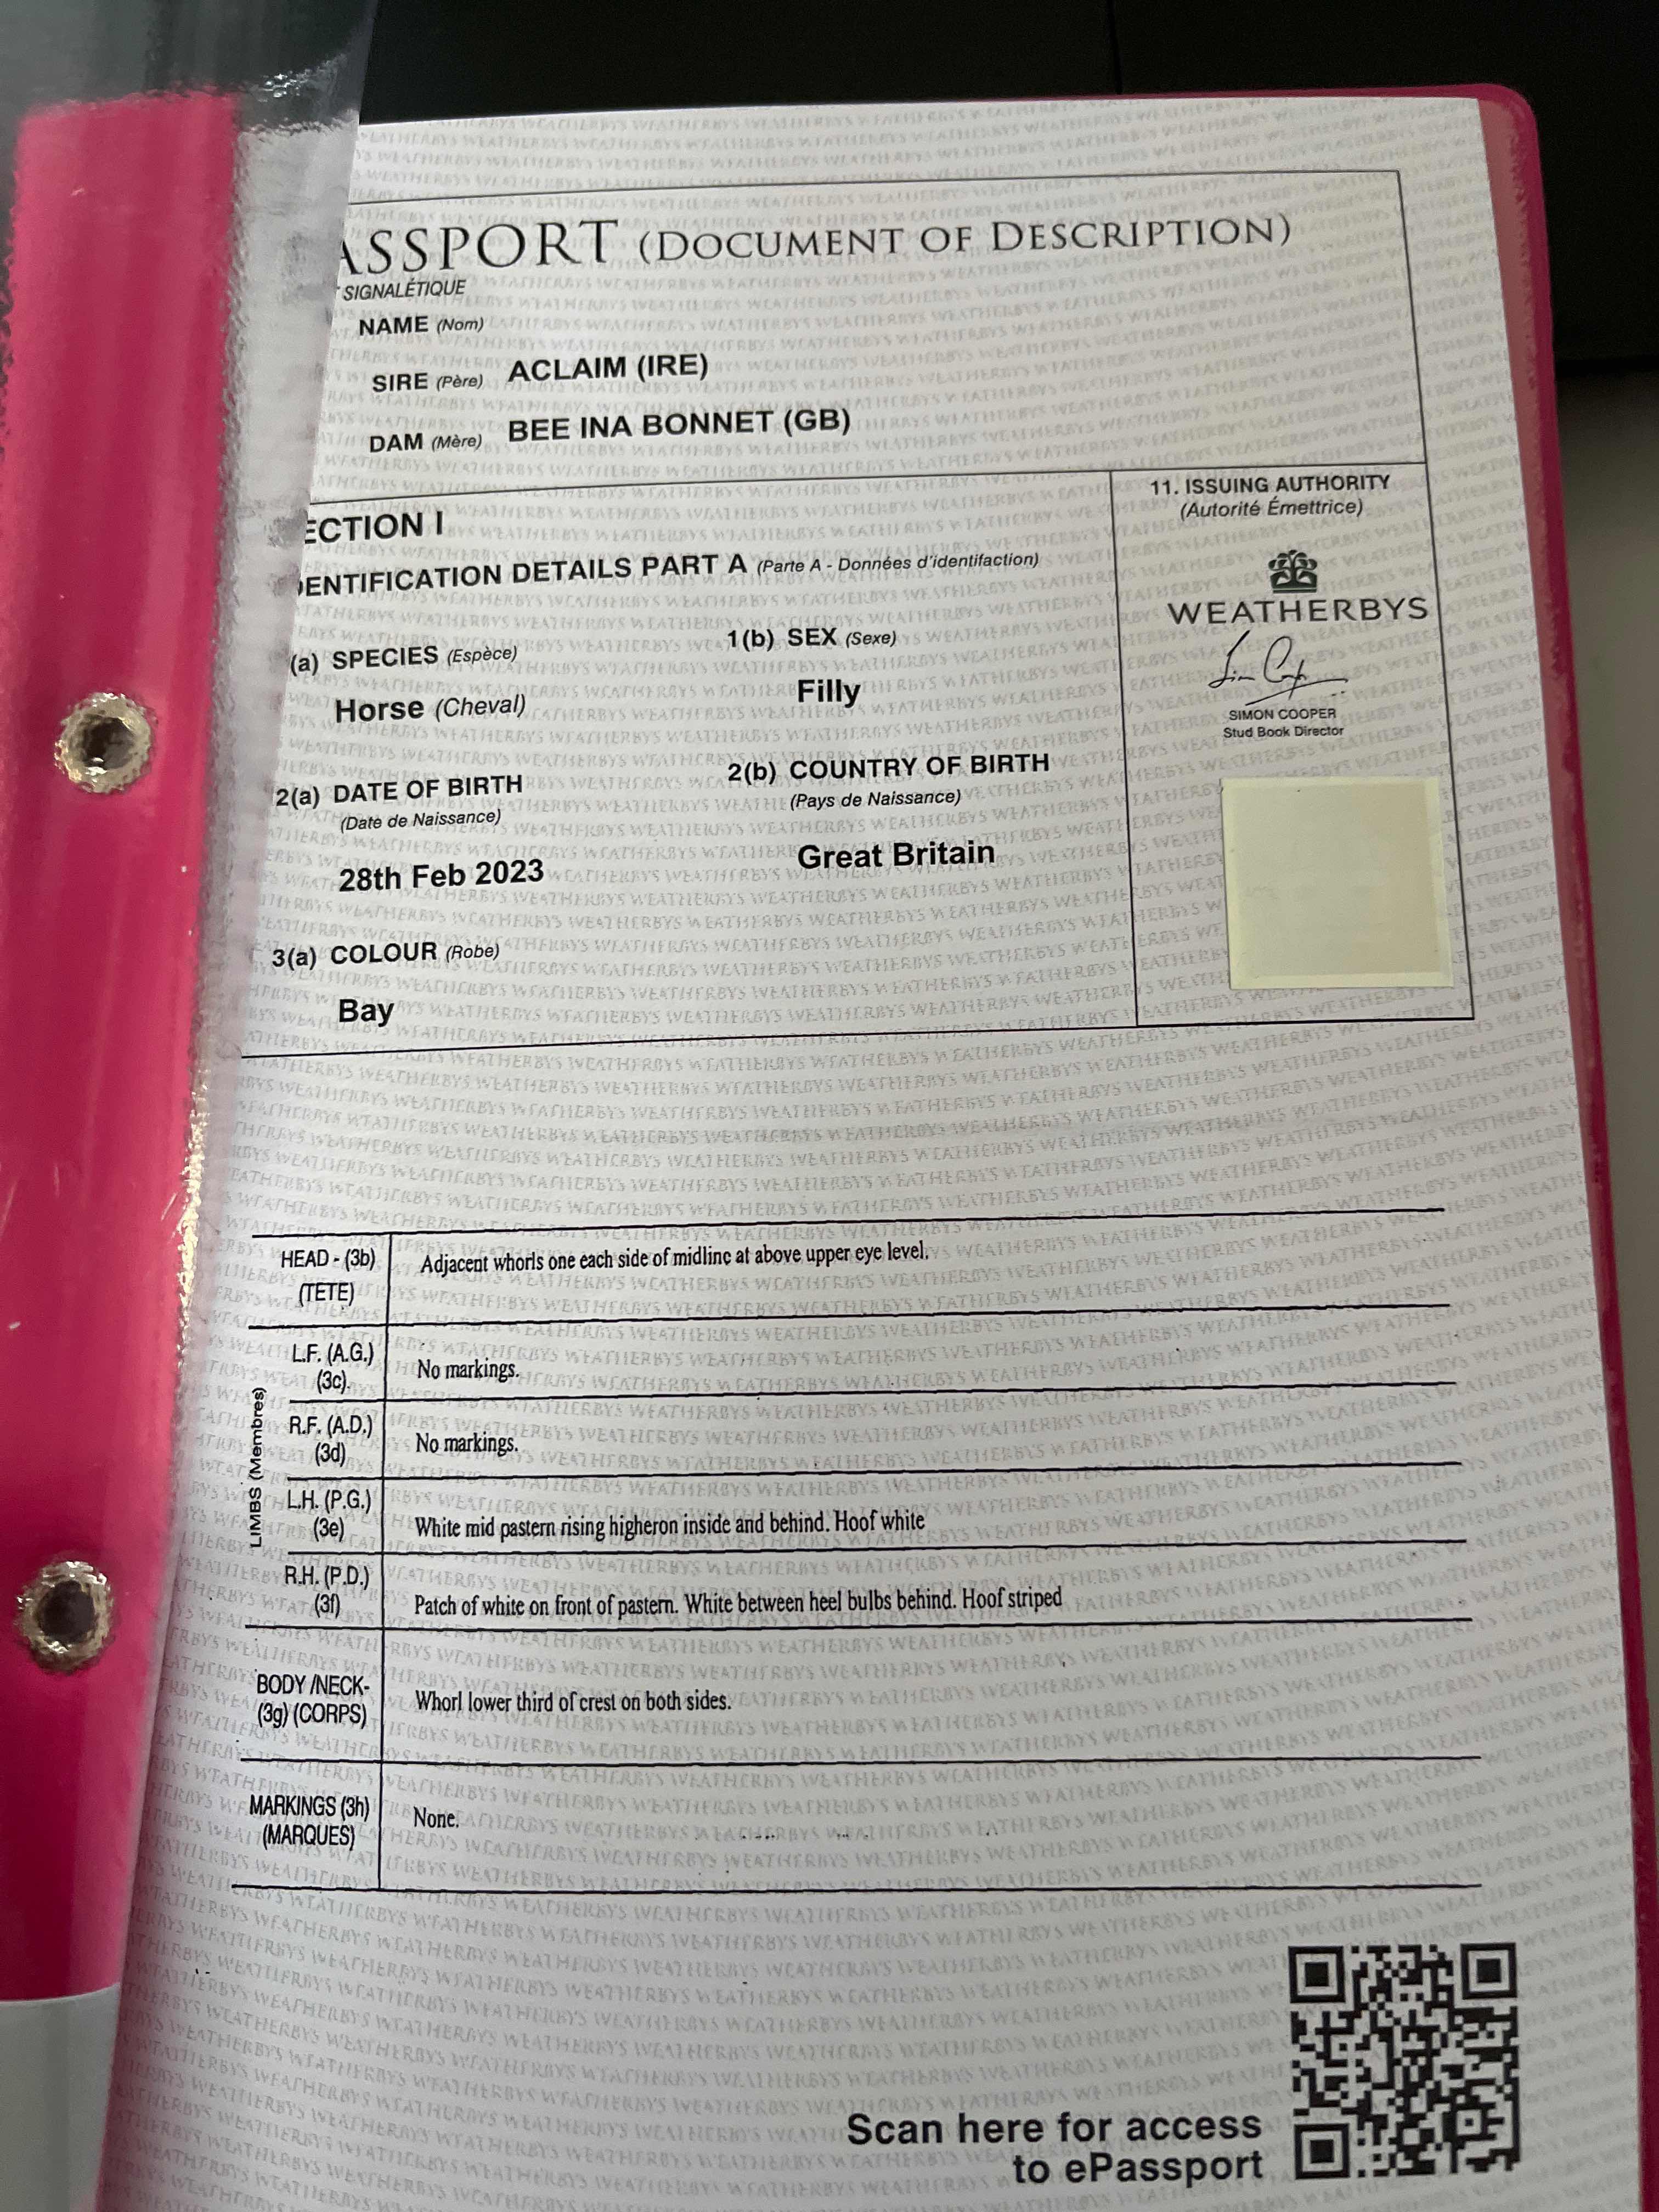 ASSPORT (DOCUMENT OF DESCRIPTION)
SIGNALÉTIQUE
NAME (Nom)
SIRE (Père) ACLAIM (IRE)
DAM (Mère) BEE INA BONNET (GB)
ECTION I
DENTIFICATION DETAILS PART A (Parte A - Données d'identifaction)
(a) SPECIES (Espèce)
Horse (Cheval)
1(b) SEX (Sexe)
Filly
2(a) DATE OF BIRTH
(Date de Naissance)
28th Feb 2023
2(b) COUNTRY OF BIRTH
(Pays de Naissance)
Great Britain
3(a) COLOUR (Robe)
Bay
11. ISSUING AUTHORITY
(Autorité Émettrice)
WEATHERBYS
SIMON COOPER
Stud Book Director
HEAD - (3b)
(TETE)
Adjacent whorls one each side of midline at above upper eye level.
LIMBS (Membres)
L.F. (A.G.)
(3c).
No markings.
R.F. (A.D.)
(3d)
No markings.
L.H. (P.G.)
(3e)
White mid pastern rising higheron inside and behind. Hoof white
R.H. (P.D.)
(3f)
Patch of white on front of pastern. White between heel bulbs behind. Hoof striped
BODY /NECK-
(3g) (CORPS)
Whorl lower third of crest on both sides.
MARKINGS (3h)
(MARQUES)
None.
Scan here for access
to ePassport